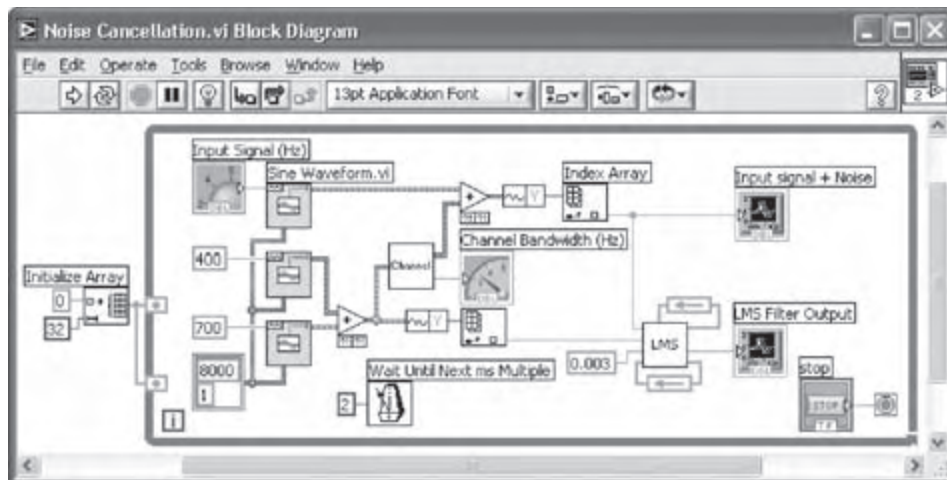 Noise Cancellation.vi Block Diagram
File Edit Operate Tools Browse Window Help
13pt Application Font
2
Input Signal (Hz)
Sine Waveform.vi
Index Array
Input signal + Noise
Channel Bandwidth (Hz)
400
Channel
Initialize Array
0
32
700
LMS Filter Output
LMS
0.003
8000
1
Wait Until Next ms Multiple
2
stop
STOP
TF
i